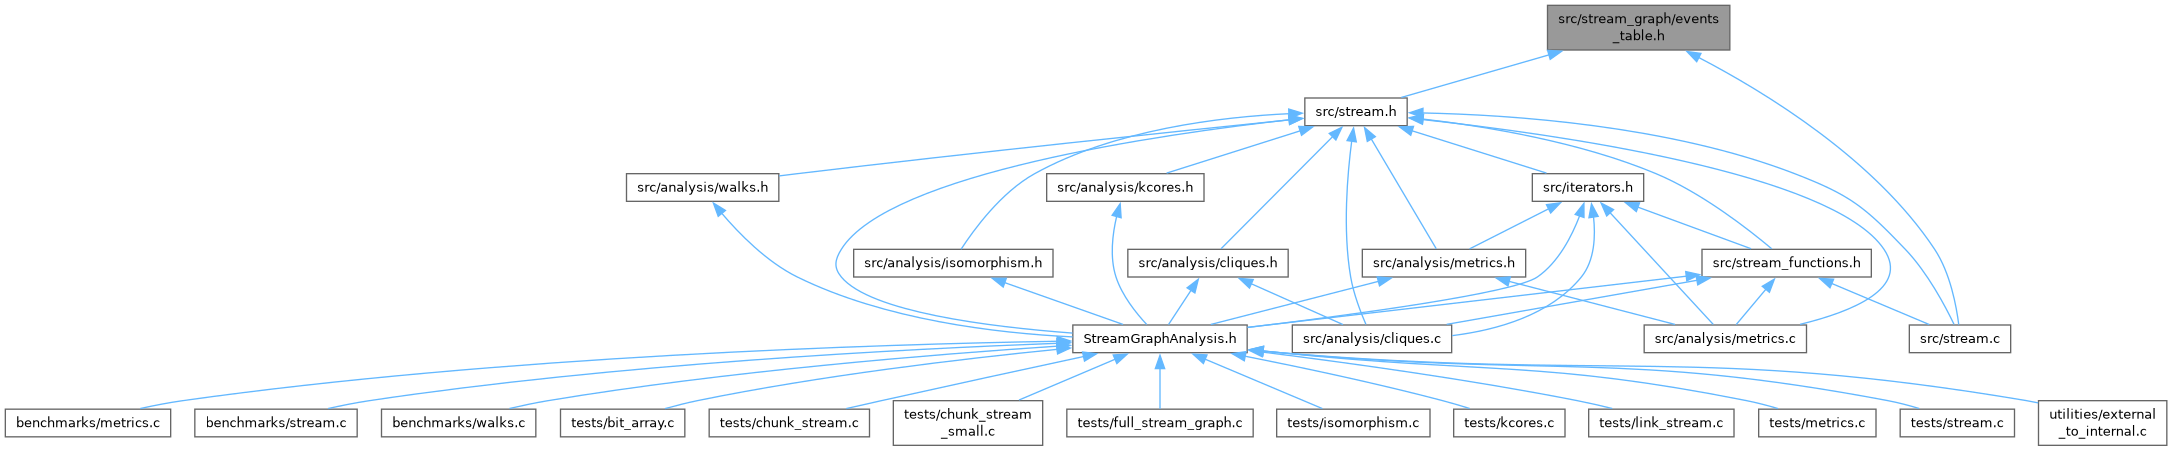 src/stream_graph/events
_table.h
src/stream.h
src/analysis/walks.h
src/analysis/kcores.h
src/iterators.h
src/analysis/isomorphism.h
src/analysis/cliques.h
src/analysis/metrics.h
src/stream_functions.h
StreamGraphAnalysis.h
src/analysis/cliques.c
src/analysis/metrics.c
src/stream.c
benchmarks/metrics.c
benchmarks/stream.c
benchmarks/walks.c
tests/bit_array.c
tests/chunk_stream.c
tests/chunk_stream
_small.c
tests/full_stream_graph.c
tests/isomorphism.c
tests/kcores.c
tests/link_stream.c
tests/metrics.c
tests/stream.c
utilities/external
_to_internal.c